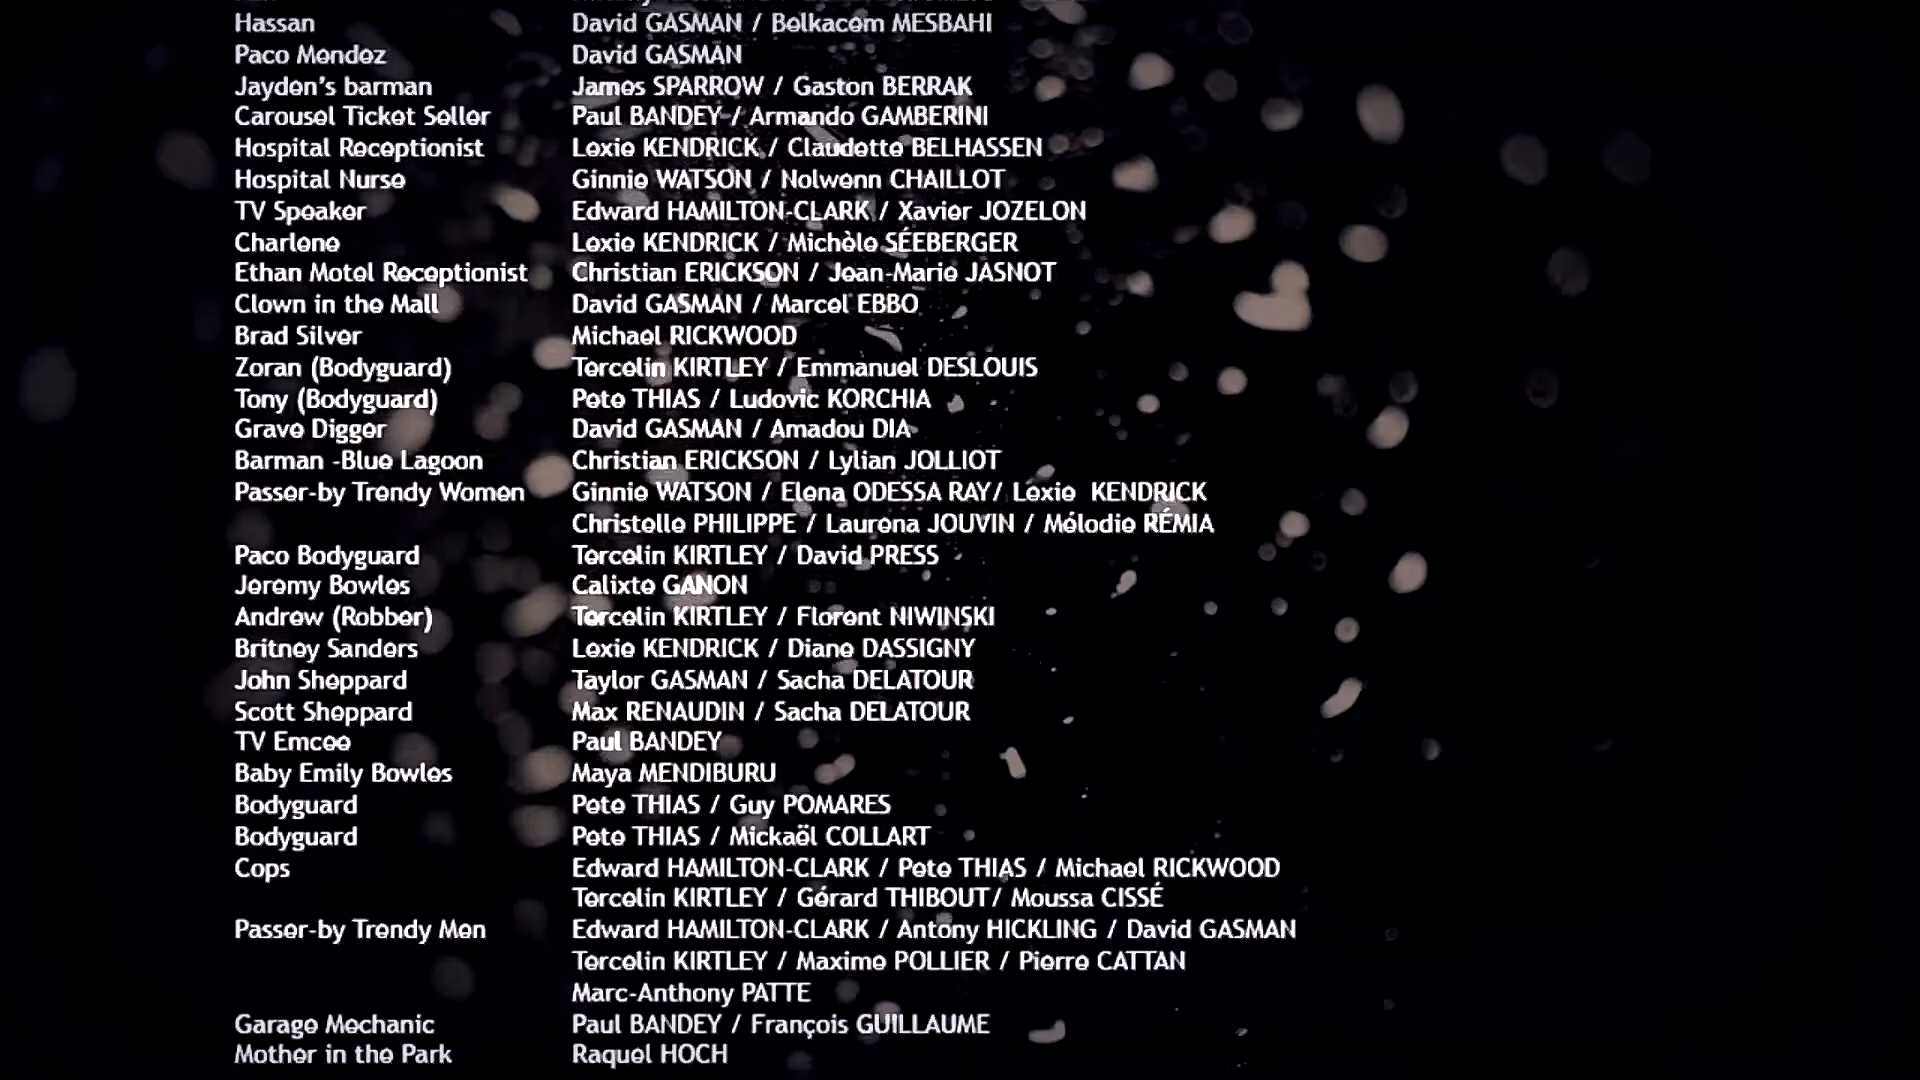 Hassan David GASMAN / Belkacem MESBAHI
Paco Mendez David GASMAN
Jayden's barman James SPARROW / Gaston BERRAK
Carousel Ticket Seller Paul BANDEY / Armando GAMBERINI
Hospital Receptionist Lexie KENDRICK / Claudette BELHASSEN
Hospital Nurse Ginnie WATSON / Nolwenn CHAILLOT
TV Speaker Edward HAMILTON-CLARK / Xavier JOZELON
Charlene Lexie KENDRICK / Michèle SÉEBERGER
Ethan Motel Receptionist Christian ERICKSON / Jean-Marie JASNOT
Clown in the Mall David GASMAN / Marcel EBBO
Brad Silver Michael RICKWOOD
Zoran (Bodyguard) Tercelin KIRTLEY / Emmanuel DESLOUIS
Tony (Bodyguard) Pete THIAS / Ludovic KORCHIA
Grave Digger David GASMAN / Amadou DIA
Barman -Blue Lagoon Christian ERICKSON / Lylian JOLLIOT
Passer-by Trendy Women Ginnie WATSON / Elena ODESSA RAY/ Lexie KENDRICK
Christelle PHILIPPE / Laurena JOUVIN / Mélodie RÉMIA
Paco Bodyguard Tercelin KIRTLEY / David PRESS
Jeremy Bowles Calixte GANON
Andrew (Robber) Tercelin KIRTLEY / Florent NIWINSKI
Britney Sanders Lexie KENDRICK / Diane DASSIGNY
John Sheppard Taylor GASMAN / Sacha DELATOUR
Scott Sheppard Max RENAUDIN / Sacha DELATOUR
TV Emcee Paul BANDEY
Baby Emily Bowles Maya MENDIBURU
Bodyguard Pete THIAS / Guy POMARES
Bodyguard Pete THIAS / Mickaël COLLART
Cops Edward HAMILTON-CLARK / Pete THIAS / Michael RICKWOOD
Tercelin KIRTLEY / Gérard THIBOUT/ Moussa CISSÉ
Passer-by Trendy Men Edward HAMILTON-CLARK / Antony HICKLING / David GASMAN
Tercelin KIRTLEY / Maxime POLLIER / Pierre CATTAN
Marc-Anthony PATTE
Garage Mechanic Paul BANDEY / François GUILLAUME
Mother in the Park Raquel HOCH